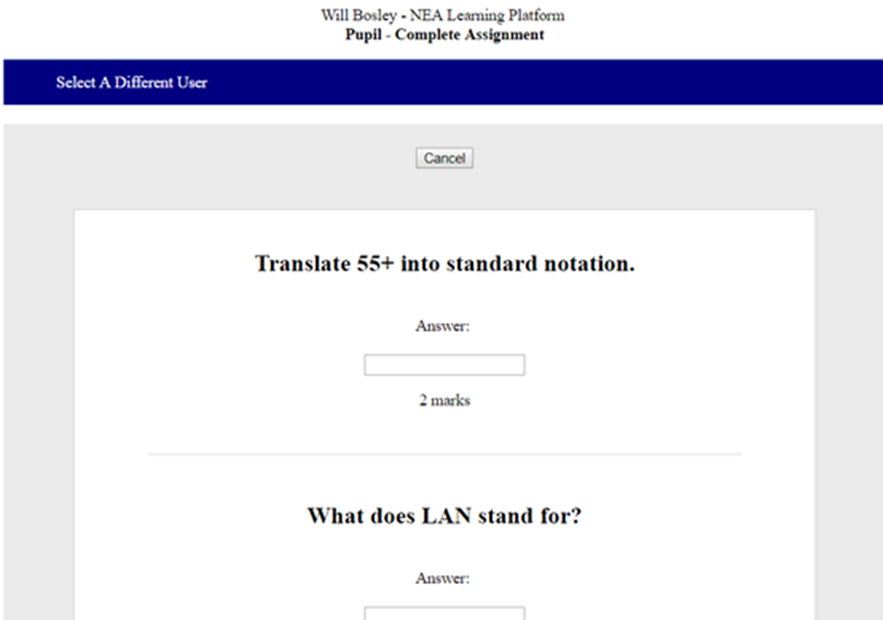 Will Bosley - NEA Learning Platform
Pupil - Complete Assignment
Select A Different User
Cancel
Translate 55+ into standard notation.
Answer:
2 marks
What does LAN stand for?
Answer: